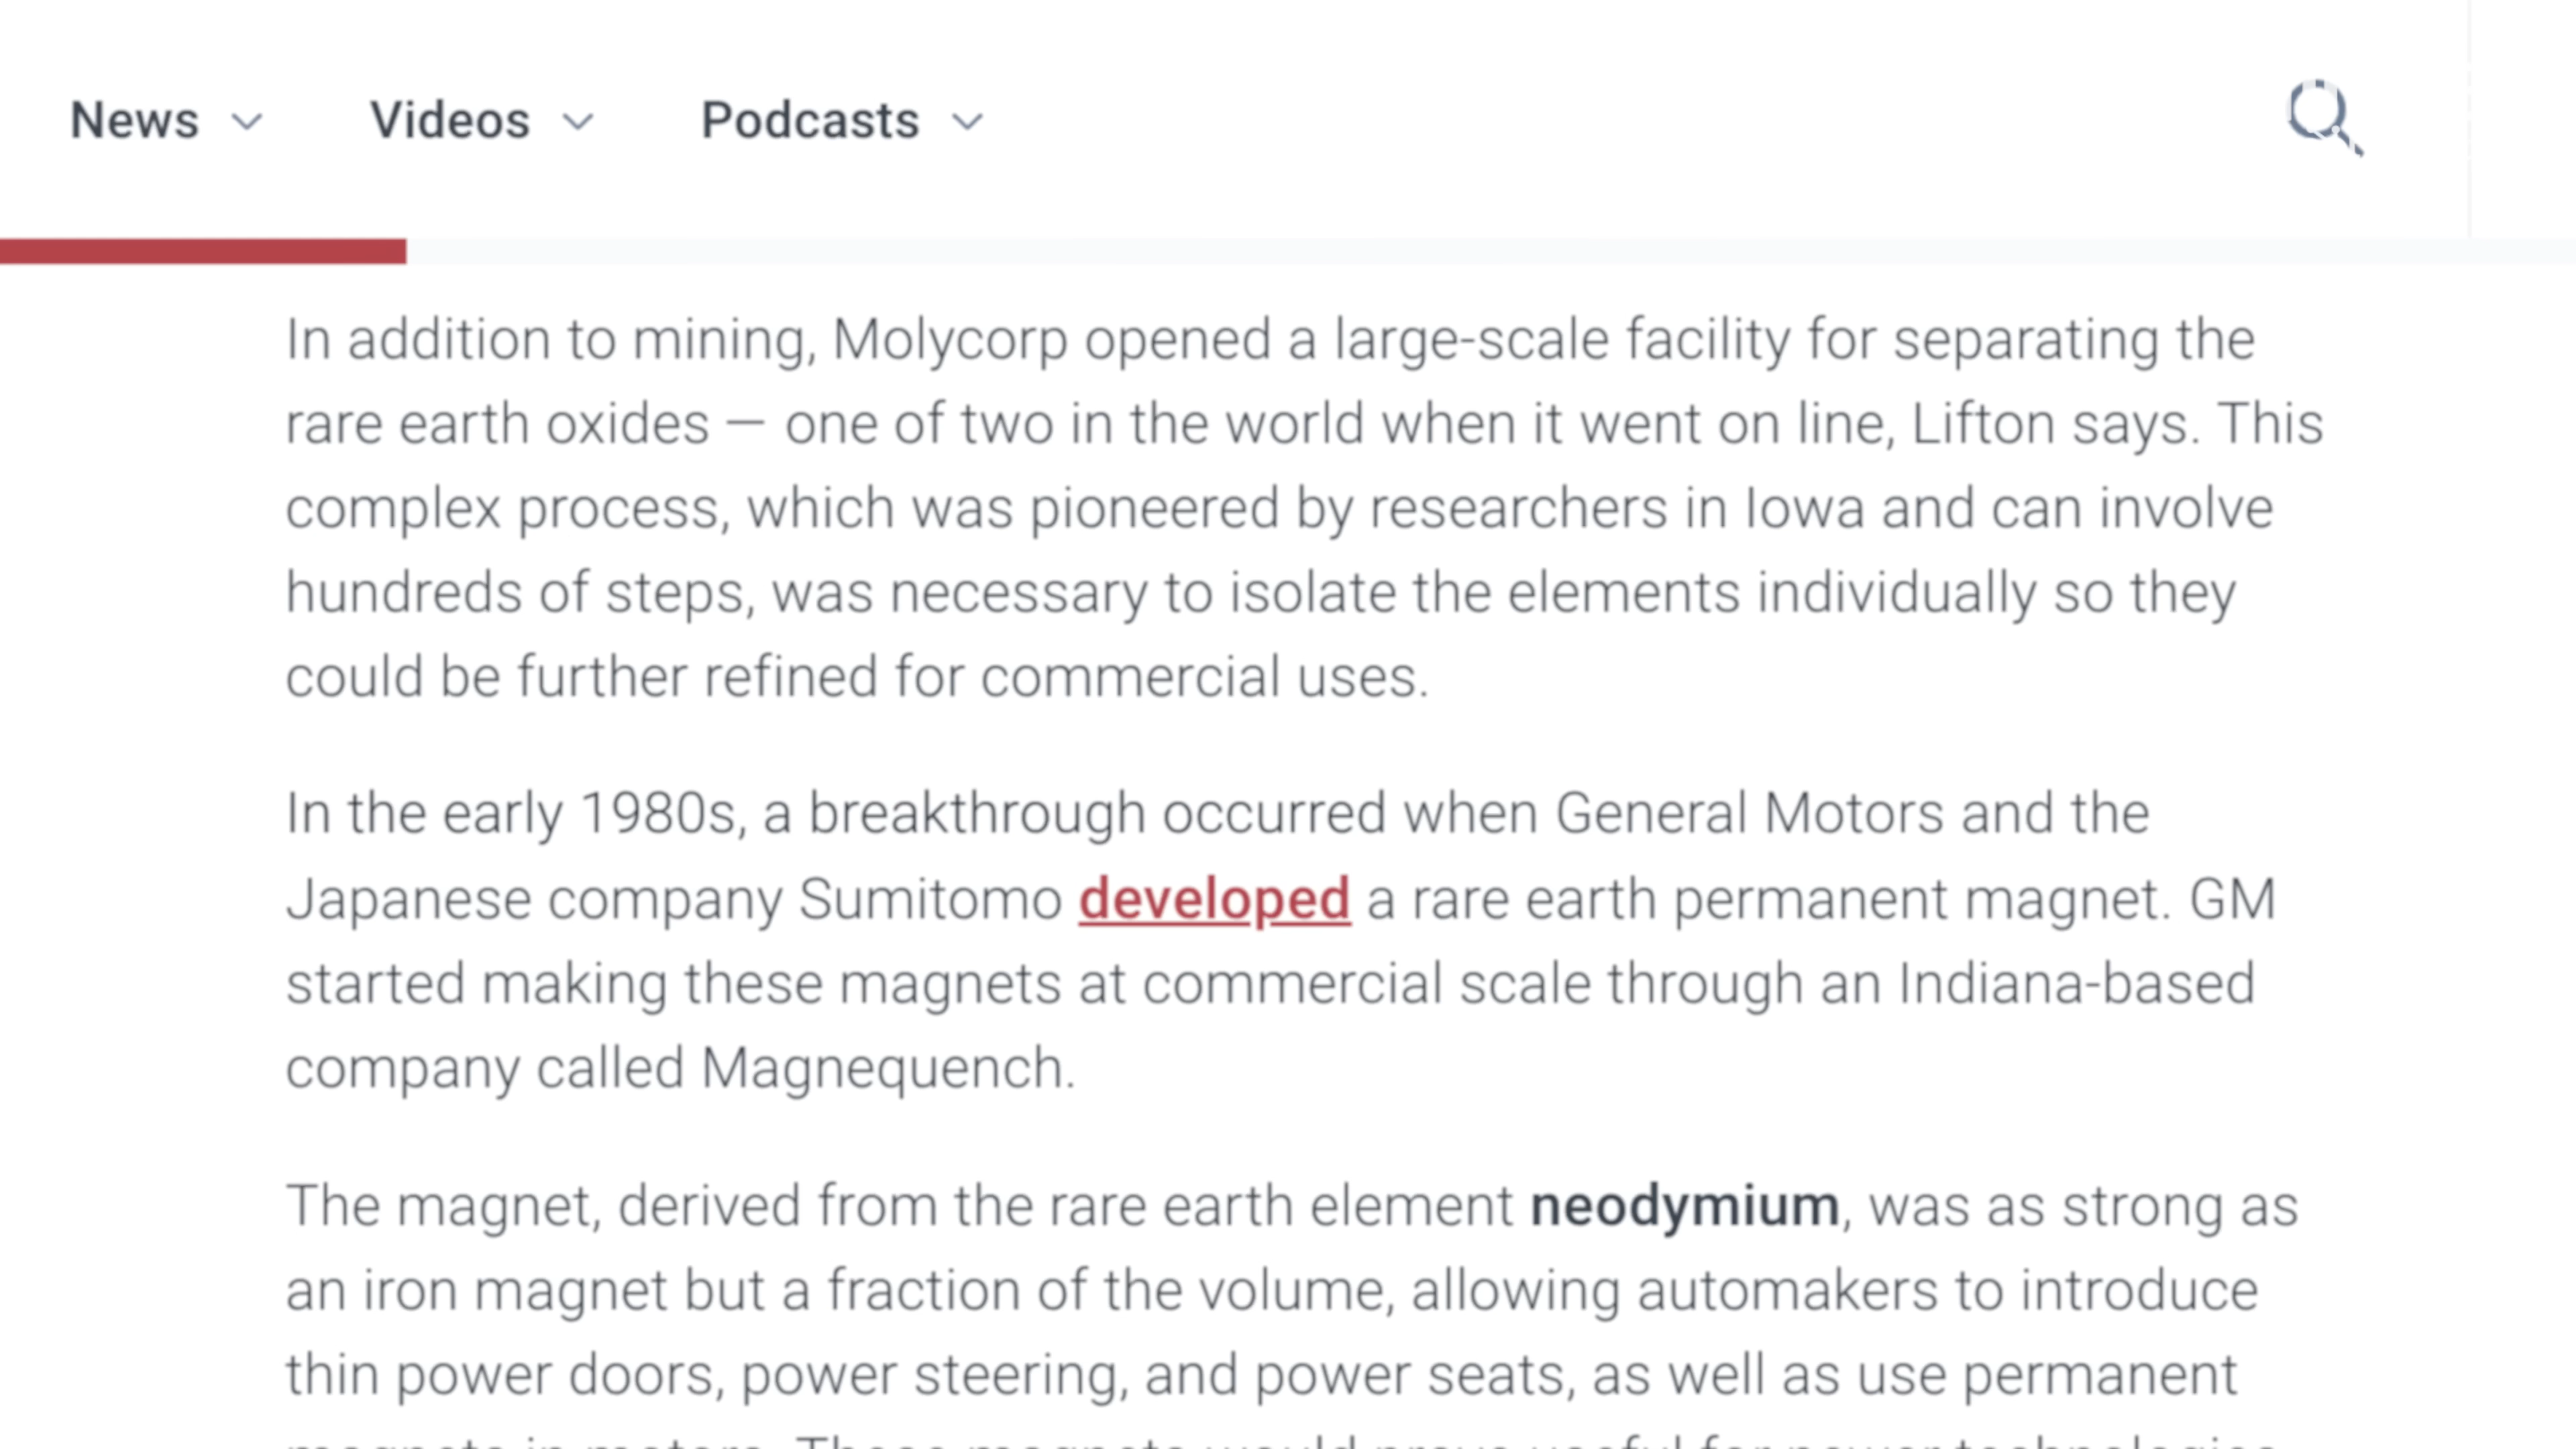 News
Videos
Podcasts
In addition to mining, Molycorp opened a large-scale facility for separating the
rare earth oxides — one of two in the world when it went on line, Lifton says. This
complex process, which was pioneered by researchers in Iowa and can involve
hundreds of steps, was necessary to isolate the elements individually so they
could be further refined for commercial uses.
In the early 1980s, a breakthrough occurred when General Motors and the
Japanese company Sumitomo developed a rare earth permanent magnet. GM
started making these magnets at commercial scale through an Indiana-based
company called Magnequench.
The magnet, derived from the rare earth element neodymium, was as strong as
an iron magnet but a fraction of the volume, allowing automakers to introduce
thin power doors, power steering, and power seats, as well as use permanent